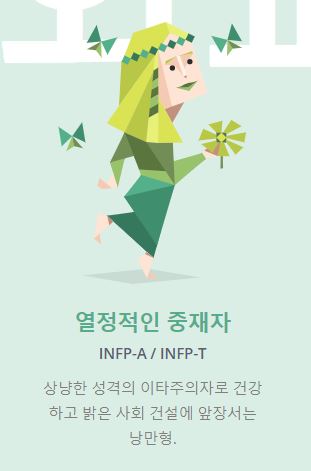 열정적인 중재자
INFP-A / INFP-T
상냥한 성격의 이타주의자로 건강
하고 밝은 사회 건설에 앞장서는
낭만형.